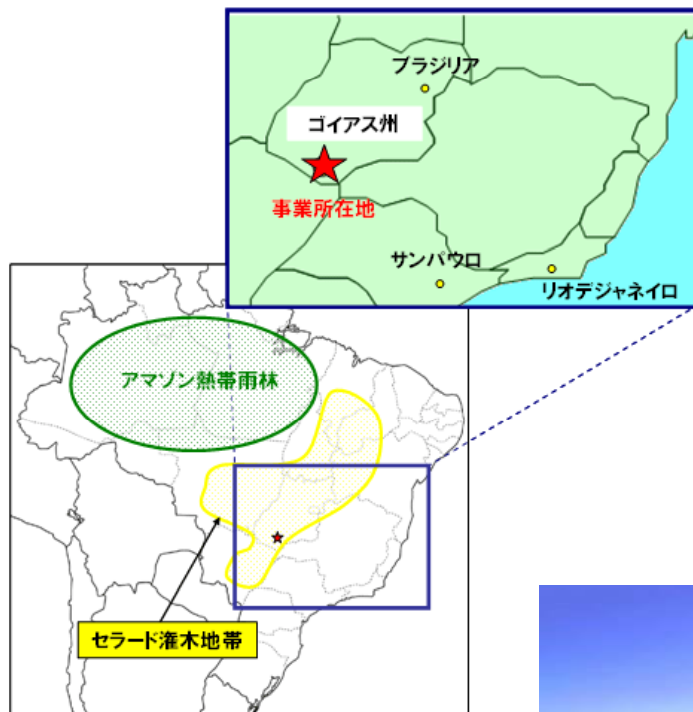 ブラジリア
ゴイアス州
事業所在地
サンパウロ
リオデジャネイロ
アマゾン熱帯雨林
セラード潅木地帯